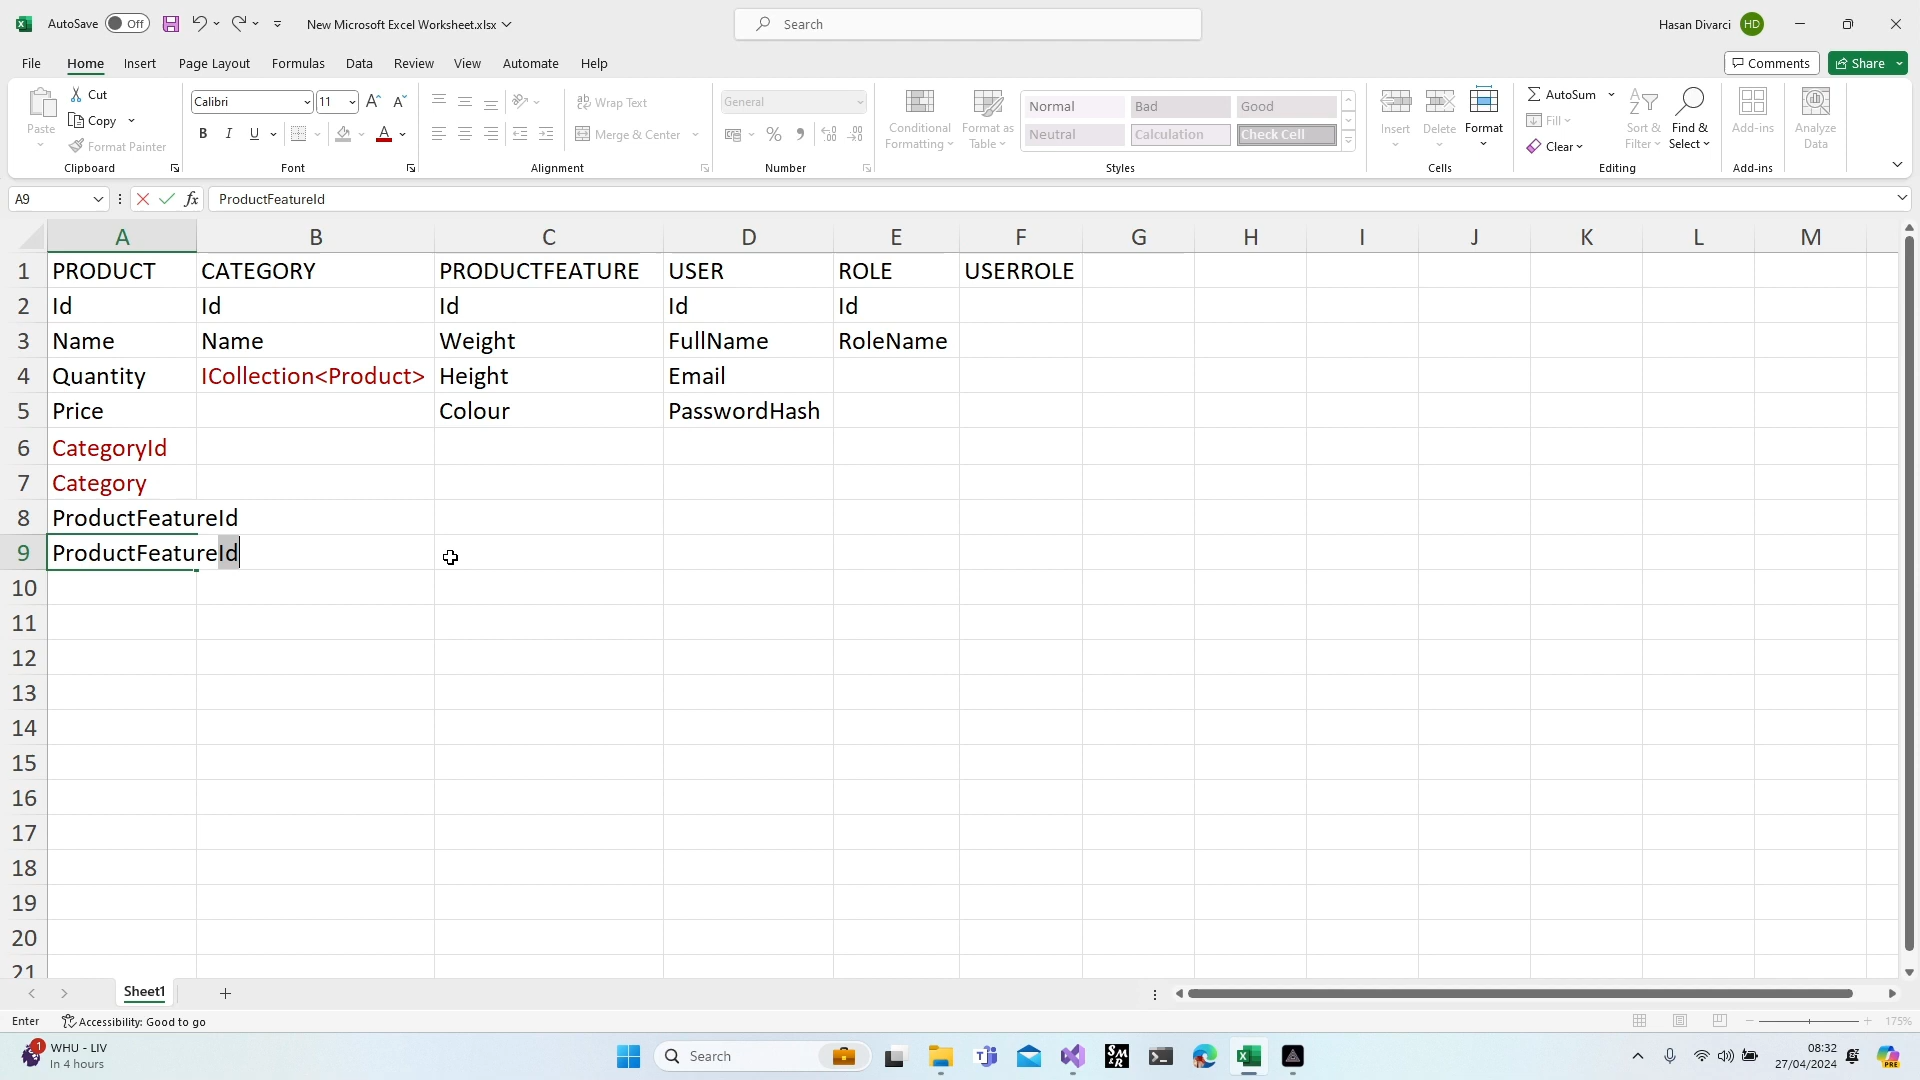 AutoSave Off New Microsoft Excel Worksheet.xlsx Search Hasan Divarci HD
File Home Insert Page Layout Formulas Data Review View Automate Help Comments Share
Paste Cut Copy Format Painter Clipboard
Calibri 11 A A B I U A Font
Wrap Text Merge & Center Alignment
General % Number
Conditional Formatting Format as Table Normal Bad Good Neutral Calculation Check Cell Styles
Insert Delete Format Cells
AutoSum Fill Clear Sort & Filter Find & Select Editing
Add-ins Add-ins
Analyze Data
A9 fx ProductFeatureId
A B C D E F G H I J K L M
1 PRODUCT CATEGORY PRODUCTFEATURE USER ROLE USERROLE
2 Id Id Id Id Id
3 Name Name Weight FullName RoleName
4 Quantity ICollection<Product> Height Email
5 Price Colour PasswordHash
6 CategoryId
7 Category
8 ProductFeatureId
9 ProductFeatureId
10
11
12
13
14
15
16
17
18
19
20
21
Sheet1
Enter Accessibility: Good to go 175%
1 WHU - LIV
In 4 hours
Search
08:32
27/04/2024
PRE